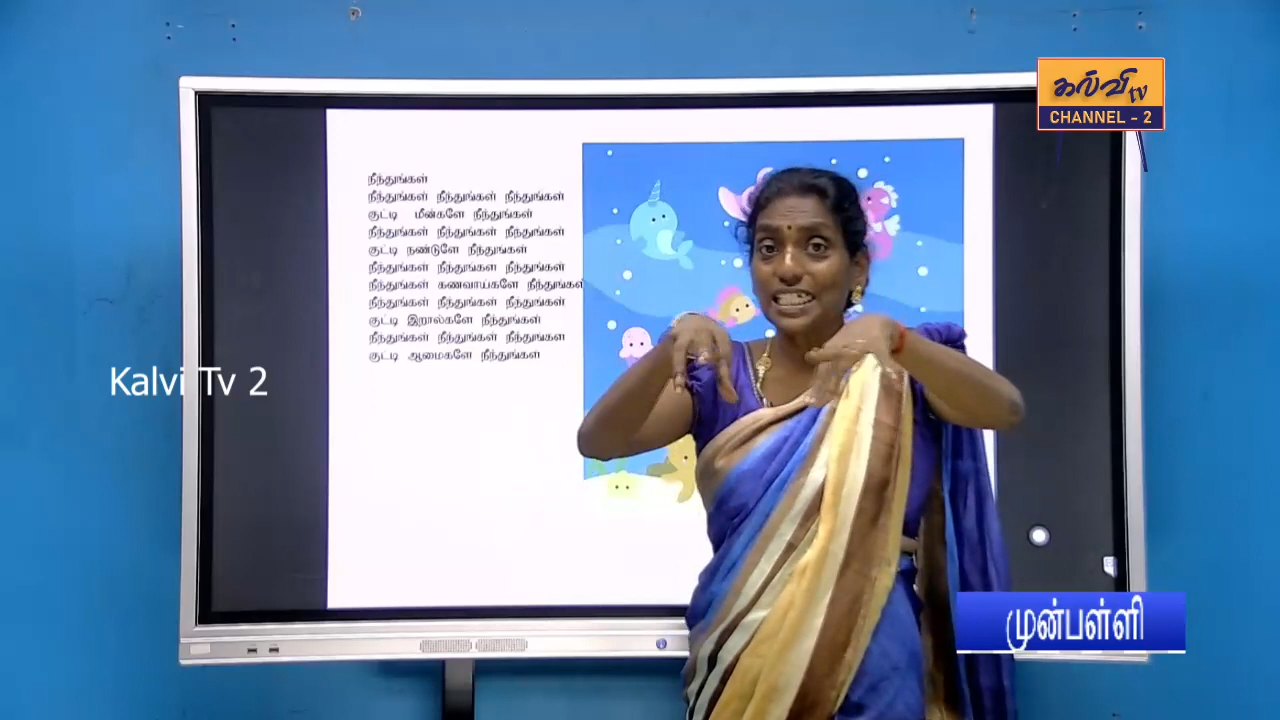 கல்வி TV
CHANNEL - 2
நீந்துங்கள்
நீந்துங்கள் நீந்துங்கள் நீந்துங்கள்
குட்டி மீன்களே நீந்துங்கள்
நீந்துங்கள் நீந்துங்கள் நீந்துங்கள்
குட்டி நண்டுளே நீந்துங்கள்
நீந்துங்கள் நீந்துங்கள நீந்துங்கள்
நீந்துங்கள் கணவாய்களே நீந்துங்கள்
நீந்துங்கள் நீந்துங்கள் நீந்துங்கள்
குட்டி இறால்களே நீந்துங்கள்
நீந்துங்கள் நீந்துங்கள் நீந்துங்கள
குட்டி ஆமைகளே நீந்துங்கள்
Kalvi Tv 2
முன்பள்ளி